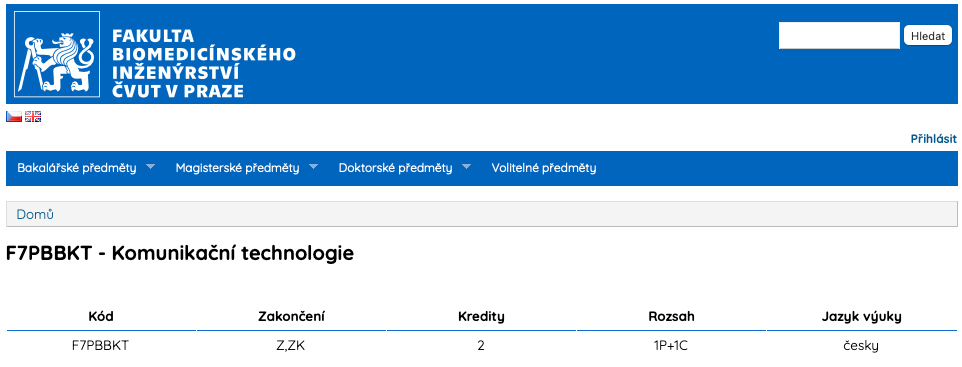 FAKULTA
BIOMEDICÍNSKÉHO
INŽENÝRSTVÍ
ČVUT V PRAZE
Hledat
Přihlásit
Bakalářské předměty Magisterské předměty Doktorské předměty Volitelné předměty
Domů
F7PBBKT - Komunikační technologie
Kód Zakončení Kredity Rozsah Jazyk výuky
F7PBBKT Z,ZK 2 1P+1C česky